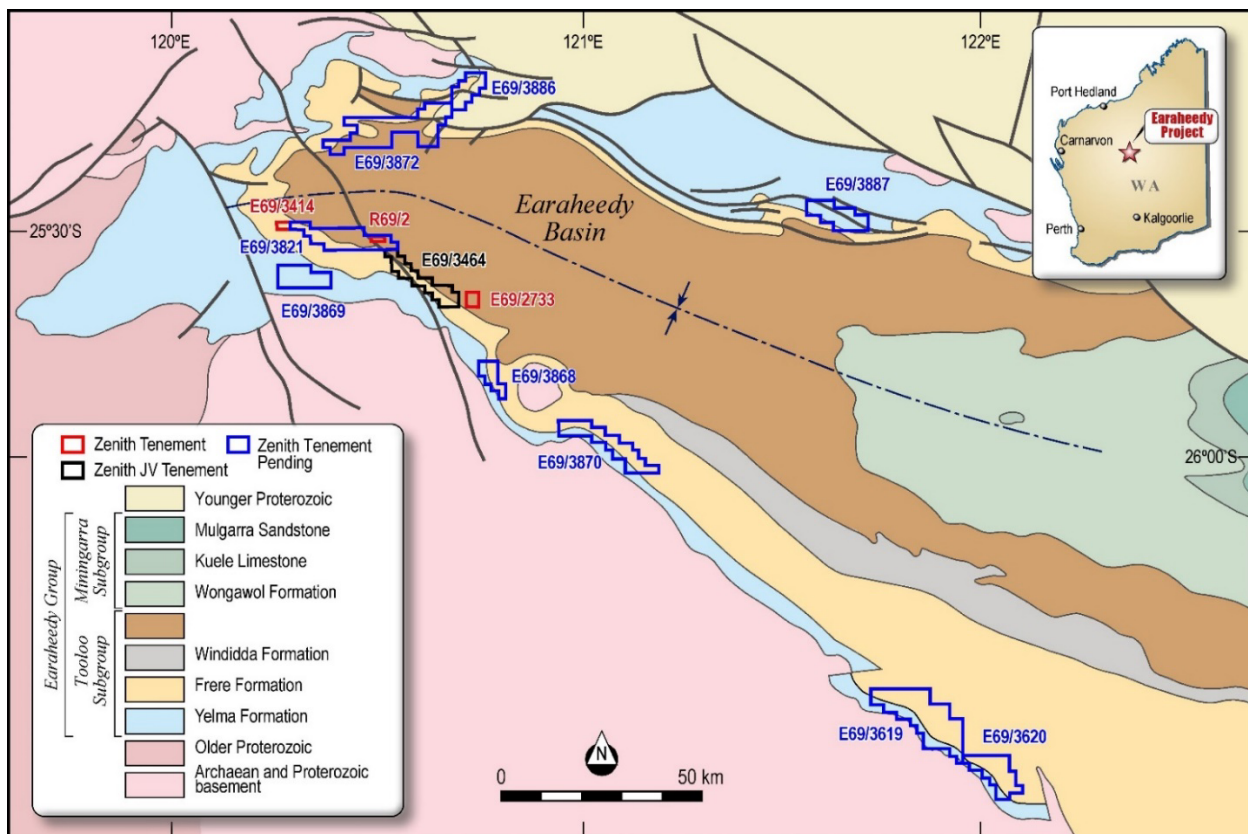 120ºE
121ºE
122ºE
E69/3886
E69/3872
E69/3887
E69/3414
R69/2
25º30'S
E69/3821
E69/3464
E69/3869
E69/2733
Earaheedy
Basin
E69/3868
E69/3870
26º00'S
E69/3619
E69/3620
Port Hedland
Earaheedy
Project
Carnarvon
WA
Kalgoorlie
Perth
Zenith Tenement
Zenith Tenement
Pending
Zenith JV Tenement
Younger Proterozoic
Mulgarra Sandstone
Kuele Limestone
Wongawol Formation
Windidda Formation
Frere Formation
Yelma Formation
Older Proterozoic
Archaean and Proterozoic
basement
Earaheedy Group
Miningarra
Subgroup
Tooloo
Subgroup
N
0
50 km